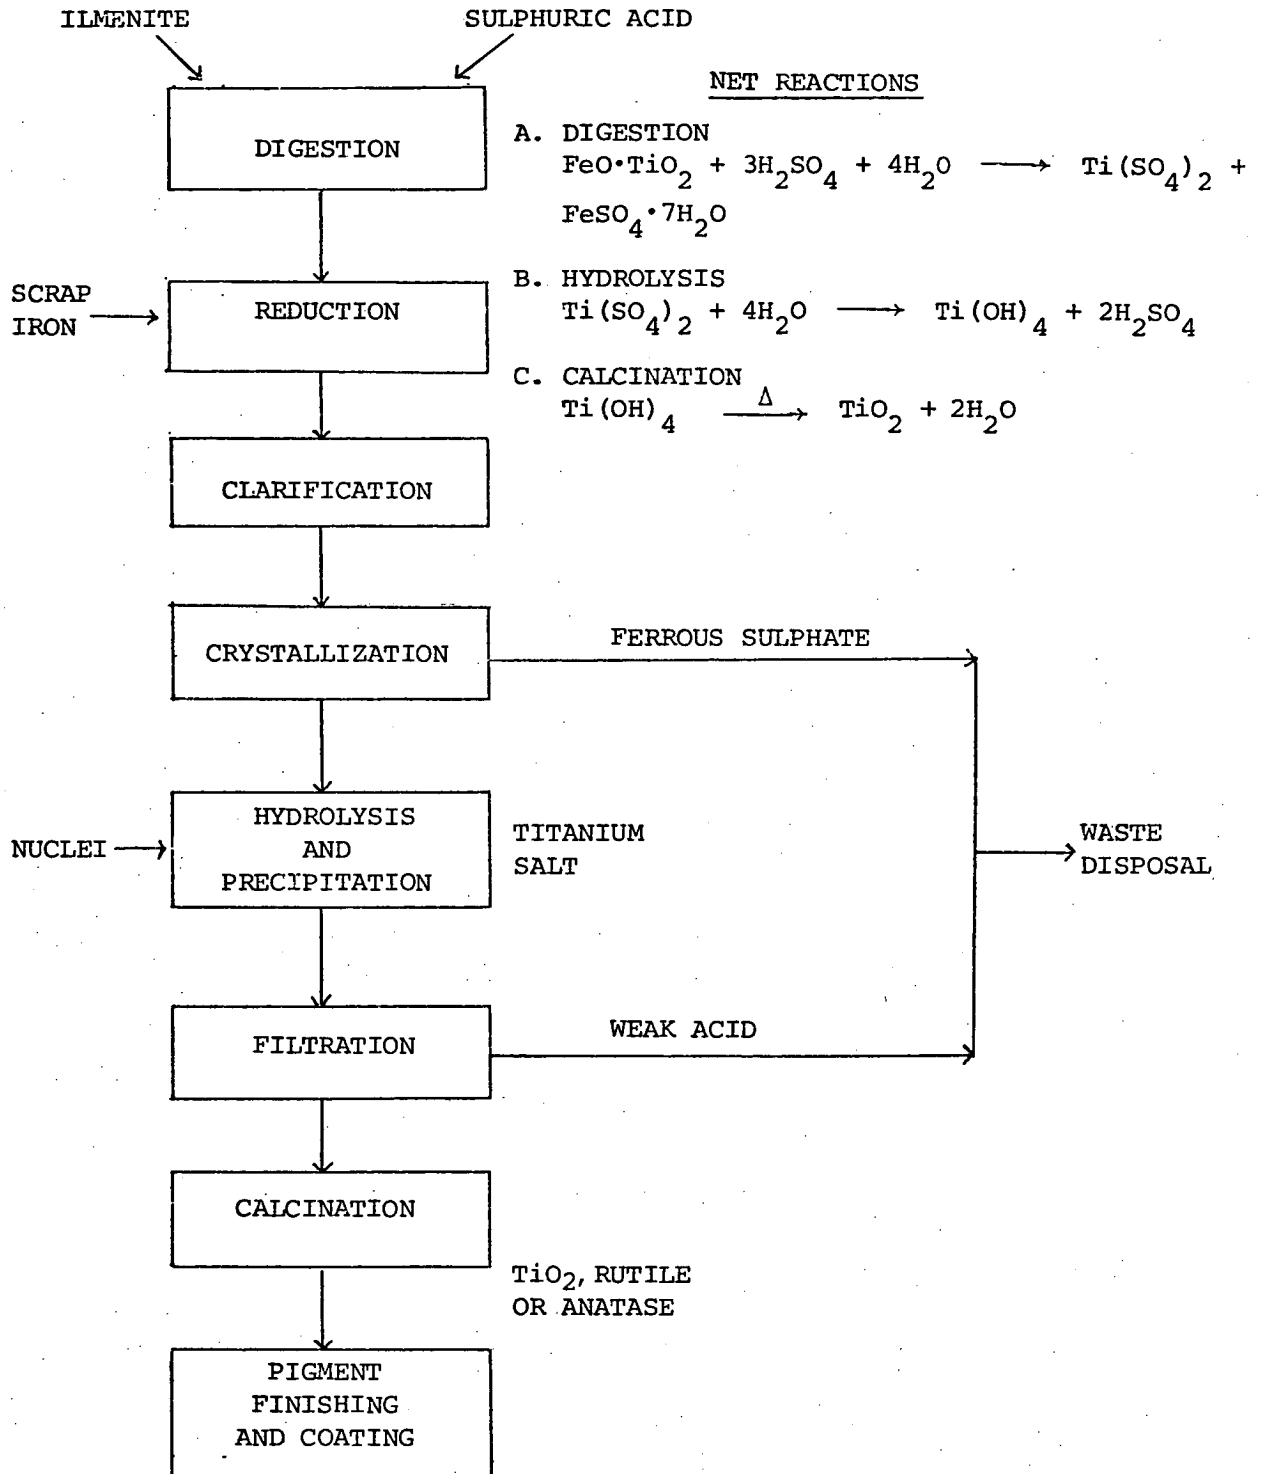 ILMENITE
SULPHURIC ACID
NET REACTIONS
DIGESTION
A. DIGESTION
FeO•TiO2 + 3H2SO4 + 4H2O ⟶ Ti(SO4)2 +
FeSO4•7H2O
SCRAP
IRON
REDUCTION
B. HYDROLYSIS
Ti(SO4)2 + 4H2O ⟶ Ti(OH)4 + 2H2SO4
C. CALCINATION
Ti(OH)4 Δ⟶ TiO2 + 2H2O
CLARIFICATION
CRYSTALLIZATION
FERROUS SULPHATE
NUCLEI
HYDROLYSIS
AND
PRECIPITATION
TITANIUM
SALT
WASTE
DISPOSAL
FILTRATION
WEAK ACID
CALCINATION
TiO2, RUTILE
OR ANATASE
PIGMENT
FINISHING
AND COATING